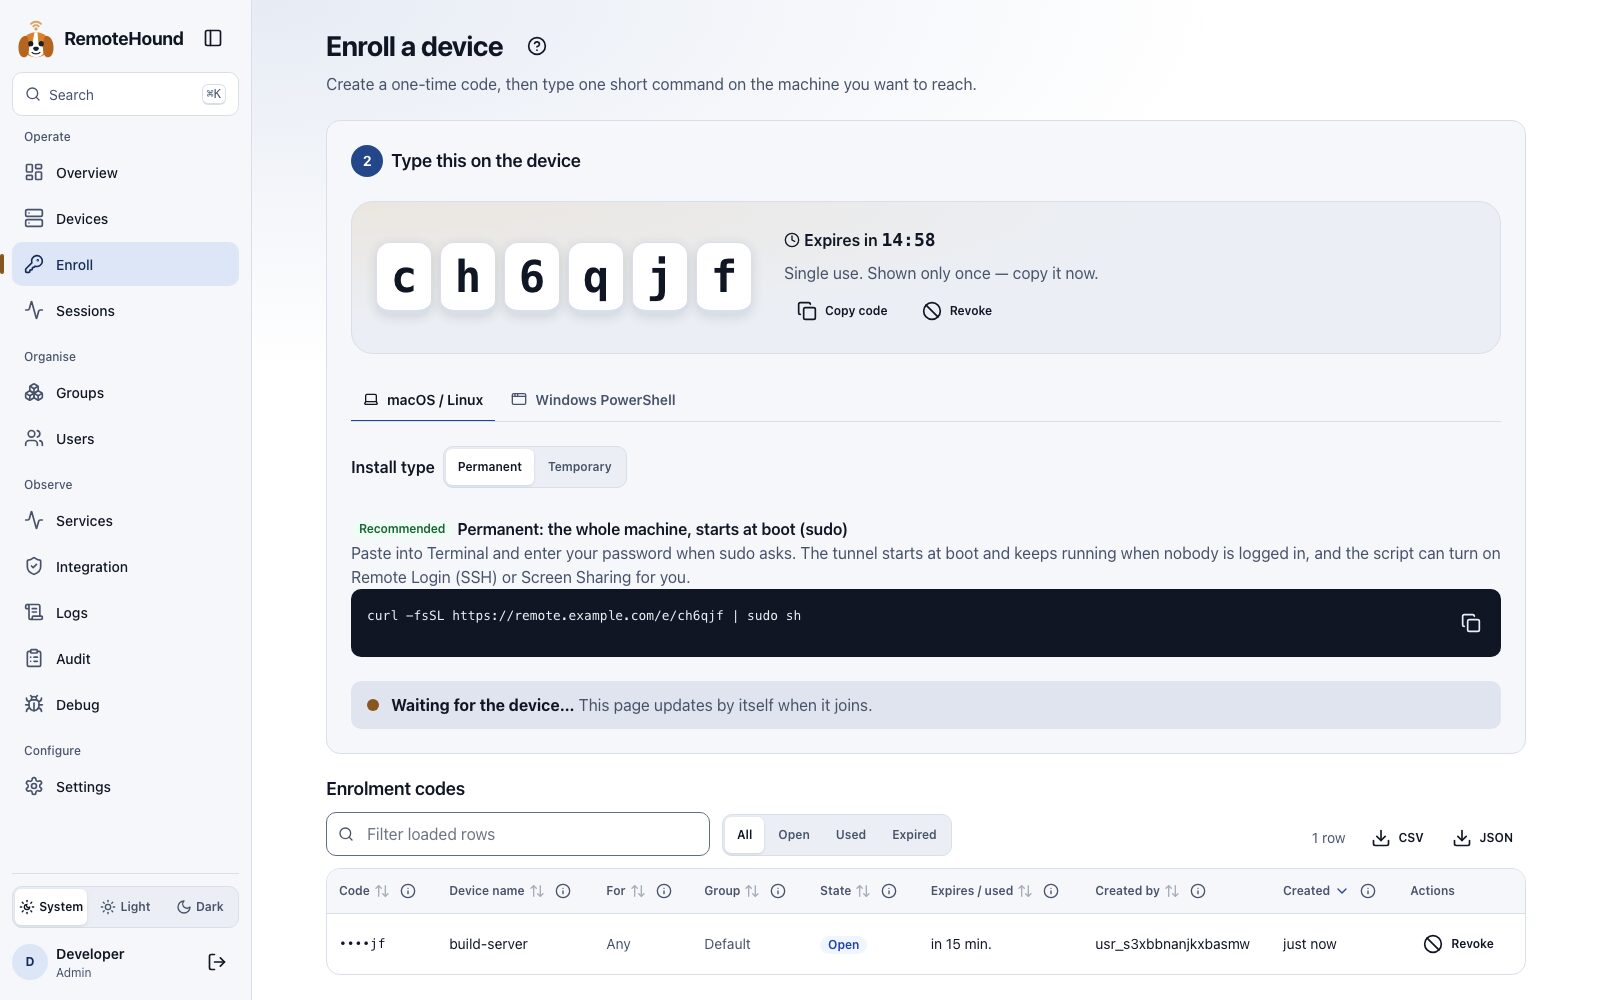 RemoteHound
Search ⌘K
Operate
Overview
Devices
Enroll
Sessions
Organise
Groups
Users
Observe
Services
Integration
Logs
Audit
Debug
Configure
Settings
System Light Dark
D
Developer
Admin
Enroll a device
Create a one-time code, then type one short command on the machine you want to reach.
2 Type this on the device
c h 6 q j f
Expires in 14:58
Single use. Shown only once — copy it now.
Copy code Revoke
macOS / Linux Windows PowerShell
Install type Permanent Temporary
Recommended Permanent: the whole machine, starts at boot (sudo)
Paste into Terminal and enter your password when sudo asks. The tunnel starts at boot and keeps running when nobody is logged in, and the script can turn on
Remote Login (SSH) or Screen Sharing for you.
curl -fsSL https://remote.example.com/e/ch6qjf | sudo sh
Waiting for the device... This page updates by itself when it joins.
Enrolment codes
Filter loaded rows All Open Used Expired 1 row CSV JSON
Code Device name For Group State Expires / used Created by Created Actions
••••jf build-server Any Default Open in 15 min. usr_s3xbbnanjkxbasmw just now Revoke